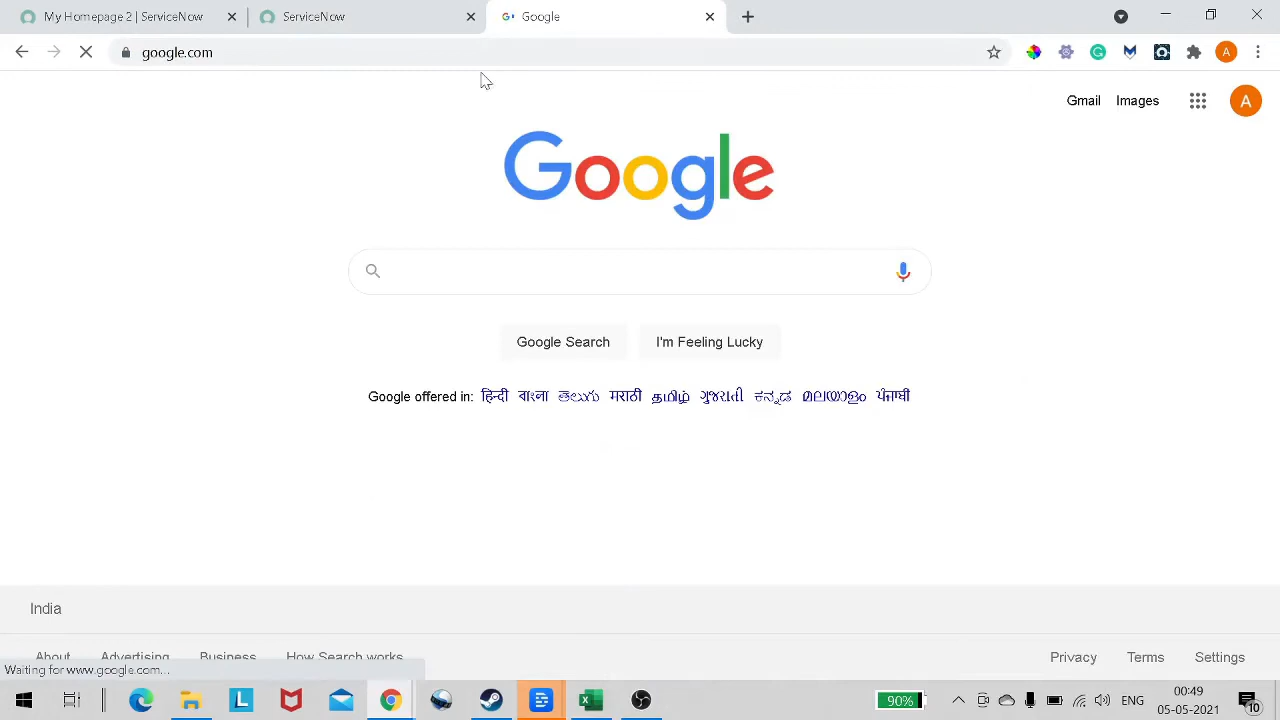 My Homepage 2 | ServiceNow
ServiceNow
Google
google.com
A
Gmail Images
A
Google
Google Search
I'm Feeling Lucky
Google offered in: हिन्दी বাংলা తెలుగు मराठी தமிழ் ગુજરાતી ಕನ್ನಡ മലയാളം ਪੰਜਾਬੀ
India
About Advertising Business How Search works
Privacy Terms Settings
Waiting for www.google.com...
L
90%
ENG
00:49
05-05-2021
10